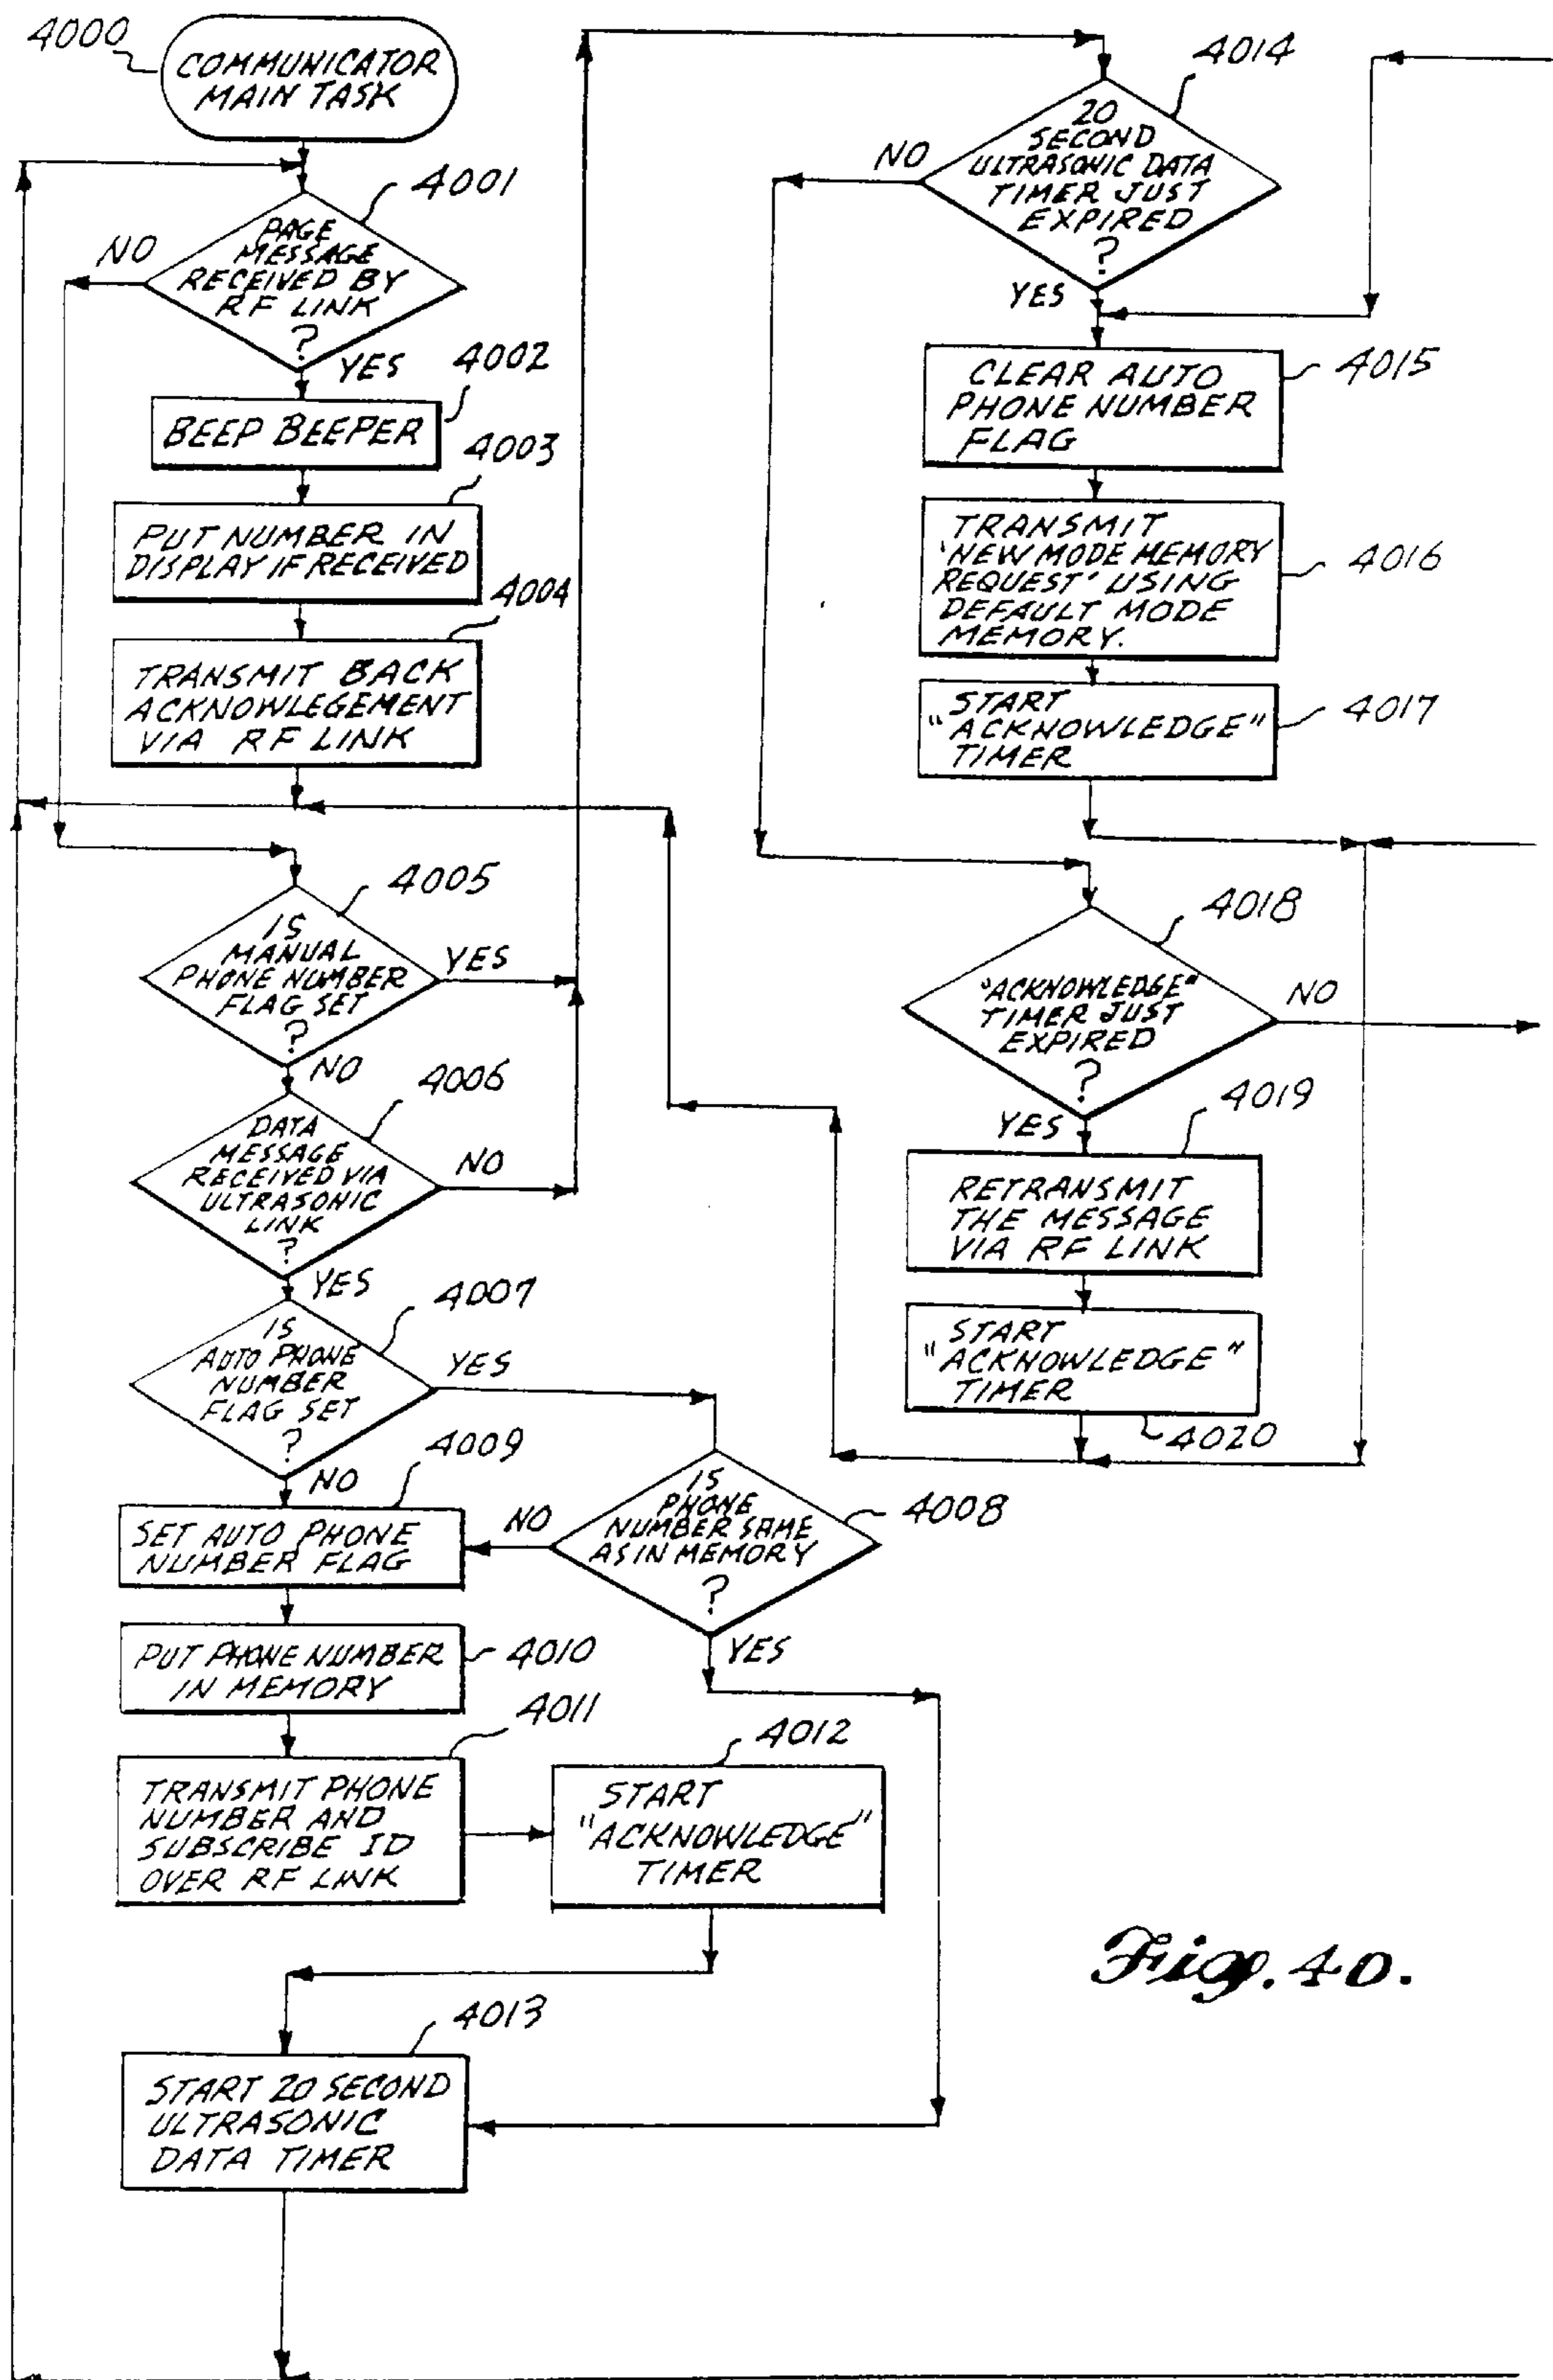 4000
COMMUNICATOR
MAIN TASK
4001
PAGE
MESSAGE
RECEIVED BY
RF LINK
?
NO
YES
4002
BEEP BEEPER
4003
PUT NUMBER IN
DISPLAY IF RECEIVED
4004
TRANSMIT BACK
ACKNOWLEGEMENT
VIA RF LINK
4005
IS
MANUAL
PHONE NUMBER
FLAG SET
?
YES
NO
4006
DATA
MESSAGE
RECEIVED VIA
ULTRASONIC
LINK
?
NO
YES
4007
IS
AUTO PHONE
NUMBER
FLAG SET
?
YES
NO
4008
IS
PHONE
NUMBER SAME
AS IN MEMORY
?
NO
YES
4009
SET AUTO PHONE
NUMBER FLAG
4010
PUT PHONE NUMBER
IN MEMORY
4011
TRANSMIT PHONE
NUMBER AND
SUBSCRIBE ID
OVER RF LINK
4012
START
"ACKNOWLEDGE"
TIMER
4013
START 20 SECOND
ULTRASONIC
DATA TIMER
4014
20
SECOND
ULTRASONIC DATA
TIMER JUST
EXPIRED
?
NO
YES
4015
CLEAR AUTO
PHONE NUMBER
FLAG
4016
TRANSMIT
'NEW MODE MEMORY
REQUEST' USING
DEFAULT MODE
MEMORY.
4017
START
"ACKNOWLEDGE"
TIMER
4018
"ACKNOWLEDGE"
TIMER JUST
EXPIRED
?
NO
YES
4019
RETRANSMIT
THE MESSAGE
VIA RF LINK
START
"ACKNOWLEDGE"
TIMER
4020
Fig. 40.